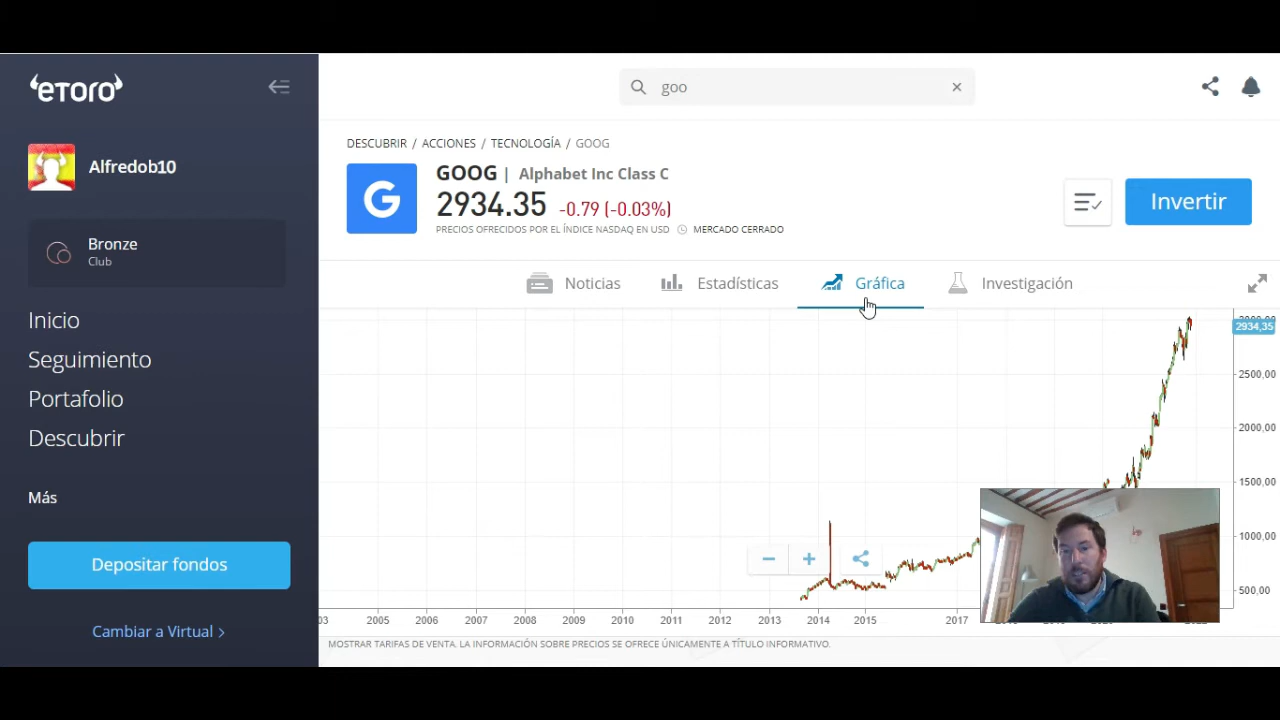 eTORO
goo
Alfredob10
Bronze
Club
Inicio
Seguimiento
Portafolio
Descubrir
Más
Depositar fondos
Cambiar a Virtual >
DESCUBRIR / ACCIONES / TECNOLOGÍA / GOOG
G
GOOG | Alphabet Inc Class C
2934.35 -0.79 (-0.03%)
PRECIOS OFRECIDOS POR EL ÍNDICE NASDAQ EN USD MERCADO CERRADO
Invertir
Noticias Estadísticas Gráfica Investigación
2934,35
2500,00
2000,00
1500,00
1000,00
500,00
03 2005 2006 2007 2008 2009 2010 2011 2012 2013 2014 2015 2017
MOSTRAR TARIFAS DE VENTA. LA INFORMACIÓN SOBRE PRECIOS SE OFRECE ÚNICAMENTE A TÍTULO INFORMATIVO.